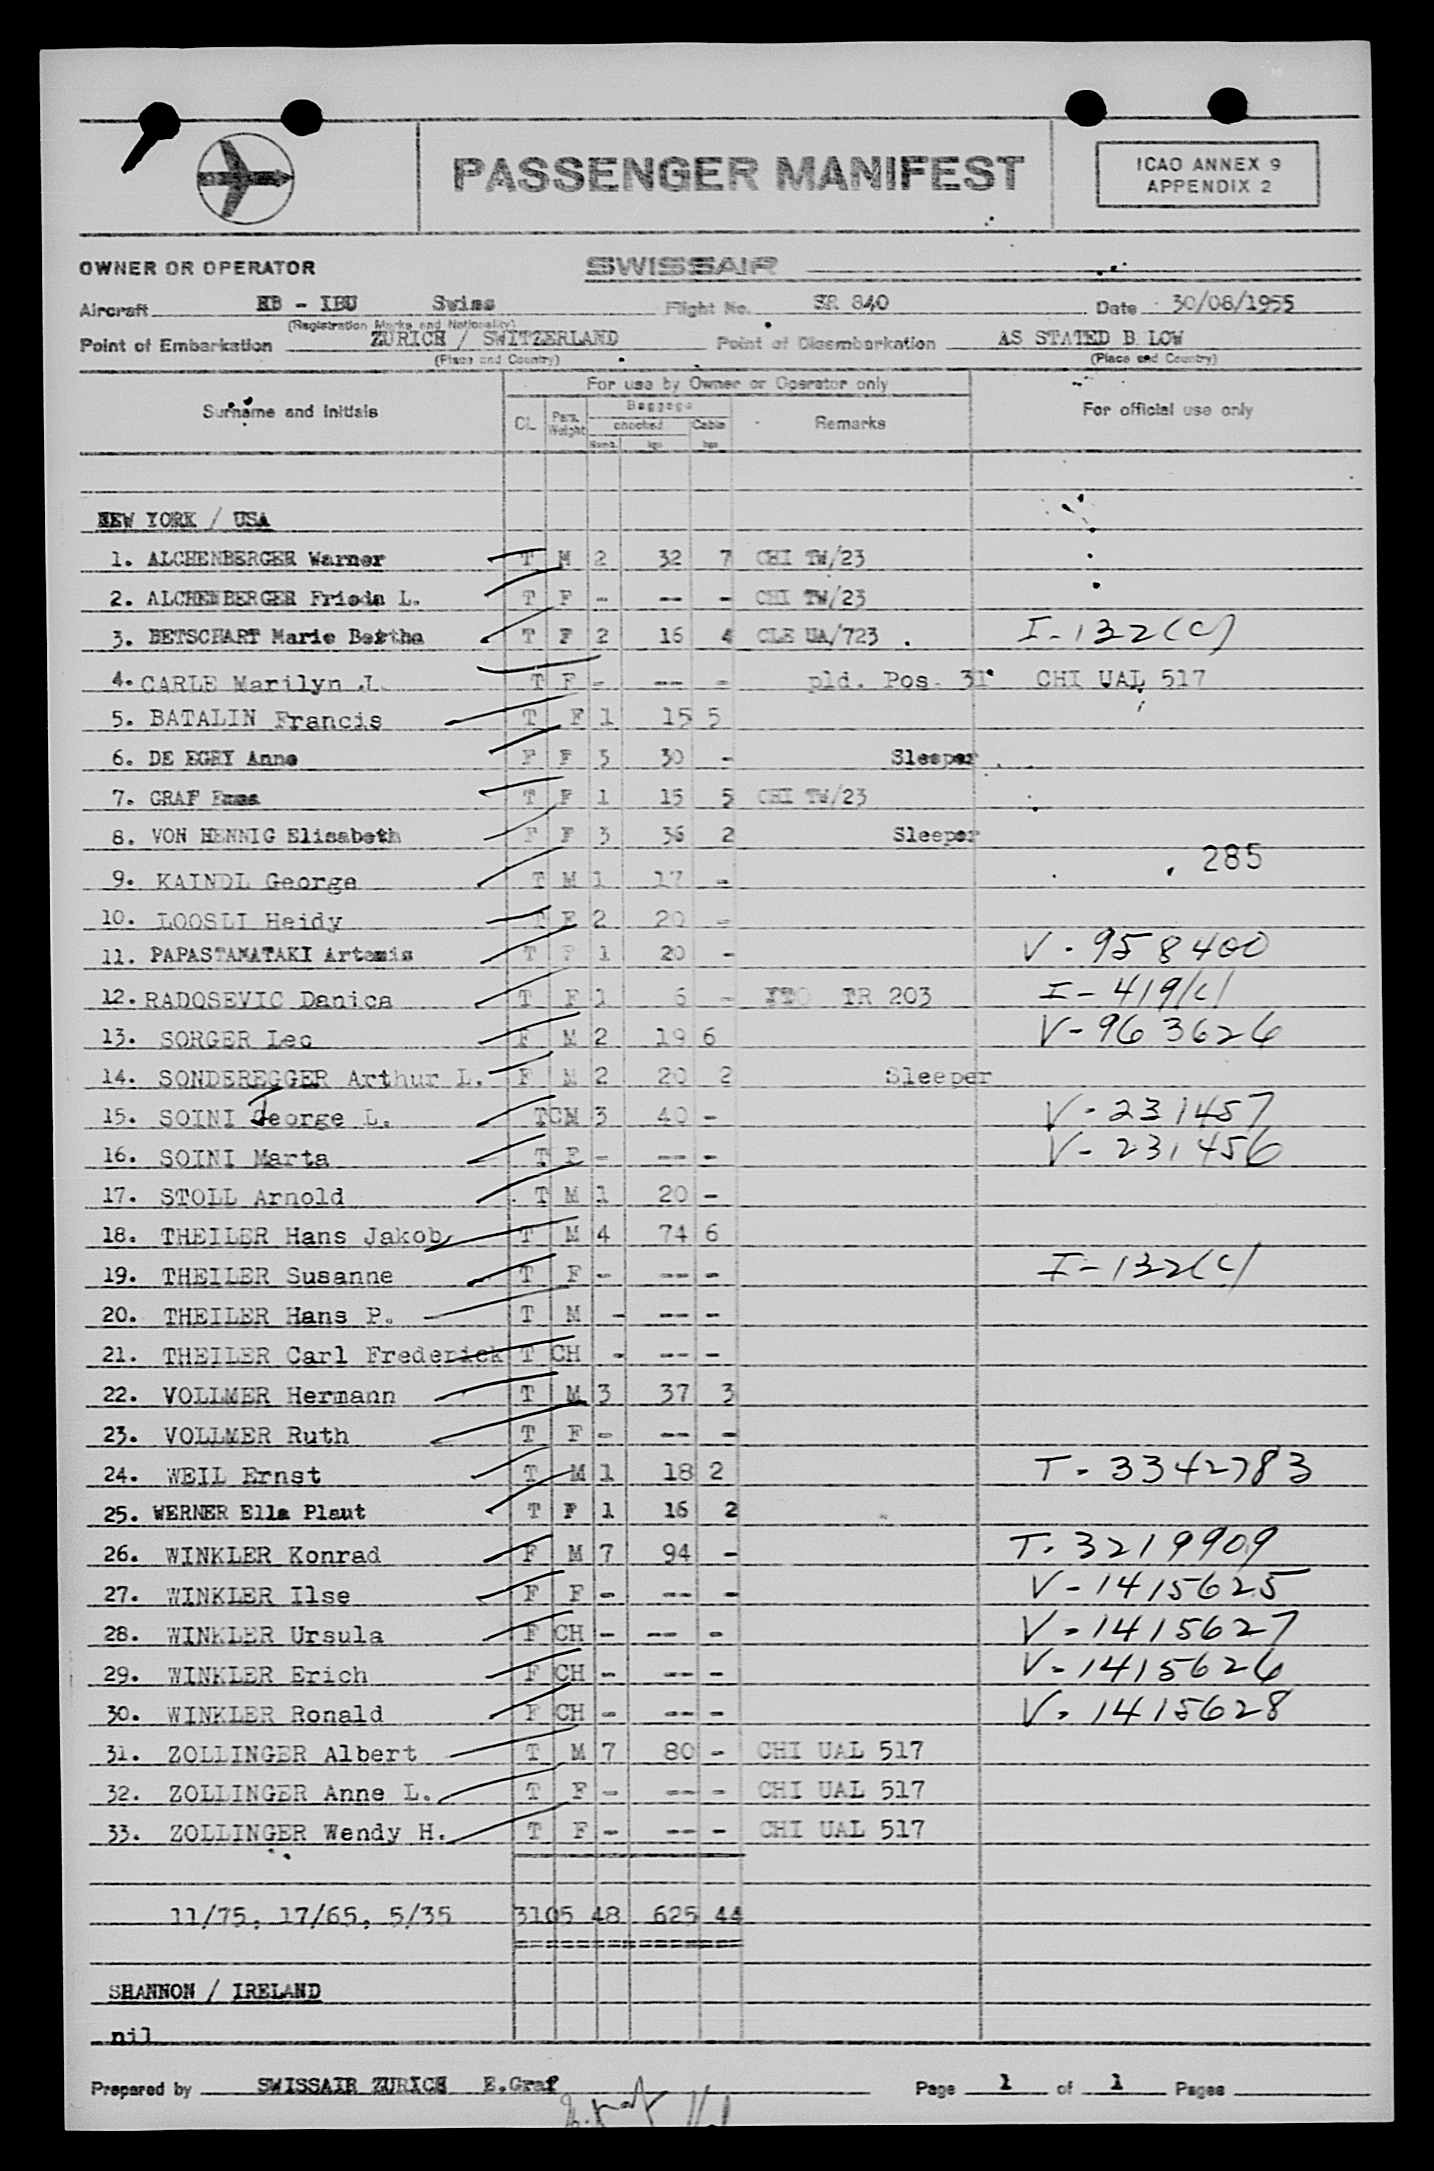 PASSENGER MANIFEST
ICAO ANNEX 9
APPENDIX 2
OWNER OR OPERATOR SWISSAIR
Aircraft HB - IBU Swiss Flight No. SR 840 Date 30/08/1955
(Registration Marks and Nationality)
Point of Embarkation ZURICH / SWITZERLAND Point of Disembarkation AS STATED B LOW
(Place and Country) (Place and Country)
For use by Owner or Operator only
Surname and initials CL Pass. Weight Baggage checked Cabin Remarks For official use only
Numb. kgs kgs
NEW YORK / USA
1. ALCHENBERGER Warner T M 2 32 7 CHI TW/23
2. ALCHENBERGER Frieda L. T F - -- - CHI TW/23
3. BETSCHART Marie Bertha T F 2 16 4 CLE UA/723 I-132(C)
4. CARLE Marilyn J. T F - -- - pld. Pos. 31 CHI UAL 517
5. BATALIN Francis T F 1 15 5
6. DE EGRY Anne F F 3 30 - Sleeper
7. GRAF T F 1 15 5 CHI TW/23
8. VON HENNIG Elisabeth F F 3 36 2 Sleeper
9. KAINDL George T M 1 17 - 285
10. LOOSLI Heidy T F 2 20 -
11. PAPASTAMATAKI Artemis T F 1 20 - V-958400
12. RADOSEVIC Danica T F 1 6 - YTO TR 203 I-419(C)
13. SORGER Leo F M 2 19 6 V-963626
14. SONDEREGGER Arthur L. F M 2 20 2 Sleeper
15. SOINI Jeorge L. T CM 3 40 - V-231457
16. SOINI Marta T F - -- - V-231456
17. STOLL Arnold T M 1 20 -
18. THEILER Hans Jakob T M 4 74 6
19. THEILER Susanne T F - -- - I-132(C)
20. THEILER Hans P. T M - -- -
21. THEILER Carl Frederick T CH - -- -
22. VOLLMER Hermann T M 3 37 3
23. VOLLMER Ruth T F - -- -
24. WEIL Ernst T M 1 18 2 T-3342783
25. WERNER Ella Plaut T F 1 16 2
26. WINKLER Konrad F M 7 94 - T-3219909
27. WINKLER Ilse F F - -- - V-1415625
28. WINKLER Ursula F CH - -- - V-1415627
29. WINKLER Erich F CH - -- - V-1415626
30. WINKLER Ronald F CH - -- - V-1415628
31. ZOLLINGER Albert T M 7 80 - CHI UAL 517
32. ZOLLINGER Anne L. T F - -- - CHI UAL 517
33. ZOLLINGER Wendy H. T F - -- - CHI UAL 517
11/75, 17/65, 5/35 3105 48 625 44
SHANNON / IRELAND
nil
Prepared by SWISSAIR ZURICH E.Graf Page 1 of 1 Pages